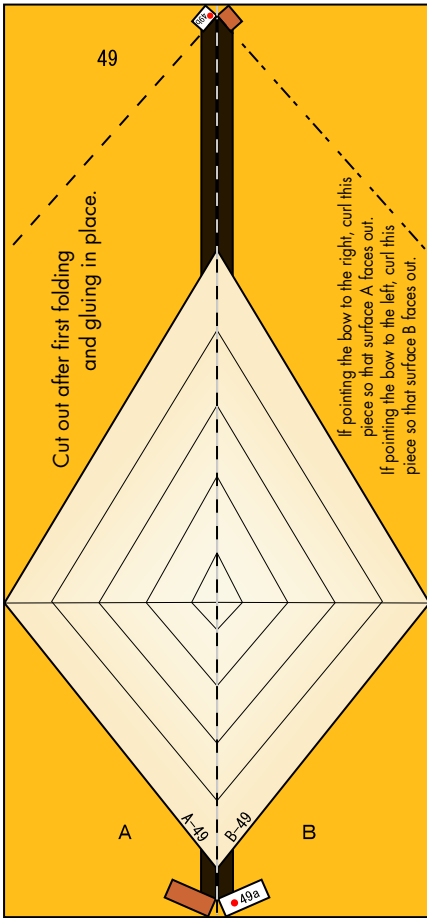 49b
49
Cut out after first folding
and gluing in place.
If pointing the bow to the right, curl this
piece so that surface A faces out.
If pointing the bow to the left, curl this
piece so that surface B faces out.
A-49
B-49
A
B
49a